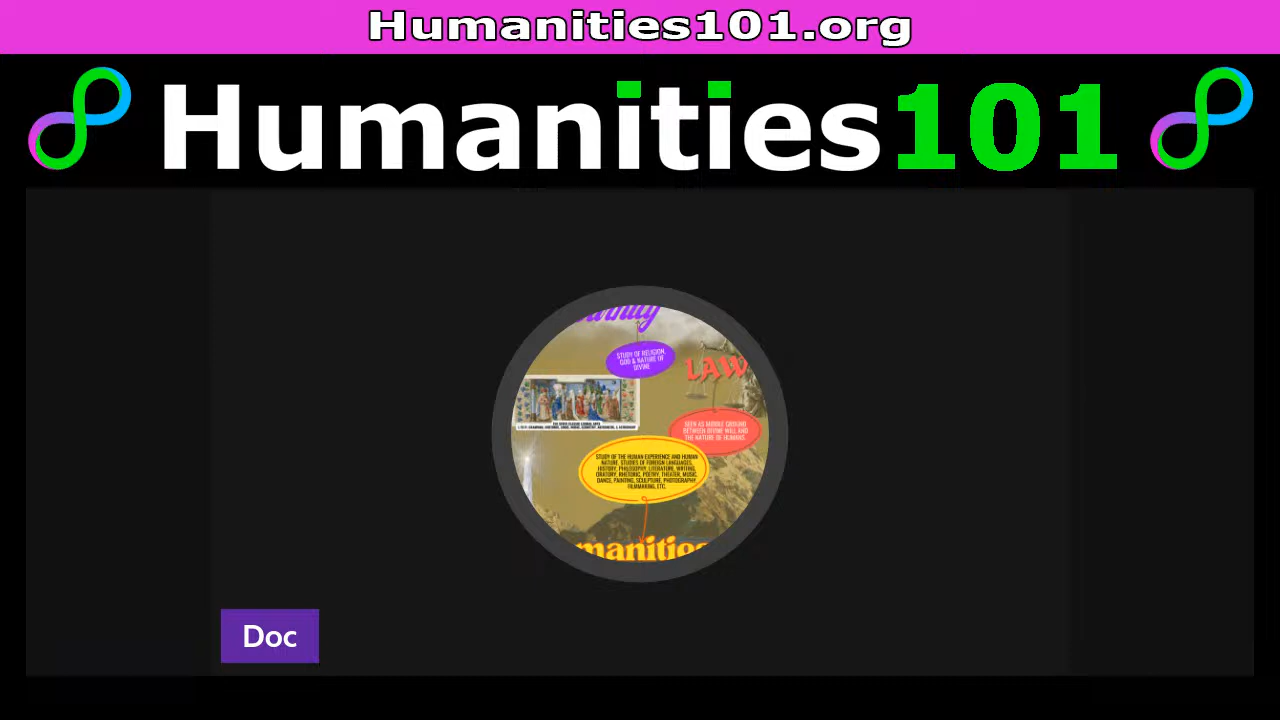 Humanities101.org
Humanities101
STUDY OF RELIGION,
GOD & NATURE OF
DIVINE
LAW
SEEN AS MIDDLE GROUND
BETWEEN DIVINE WILL AND
THE NATURE OF HUMANS.
STUDY OF THE HUMAN EXPERIENCE AND HUMAN
NATURE, STUDIES OF FOREIGN LANGUAGES,
HISTORY, PHILOSOPHY, LITERATURE, WRITING,
ORATORY, RHETORIC, POETRY, THEATER, MUSIC,
DANCE, PAINTING, SCULPTURE, PHOTOGRAPHY
FILMMAKING, ETC.
manities
Doc